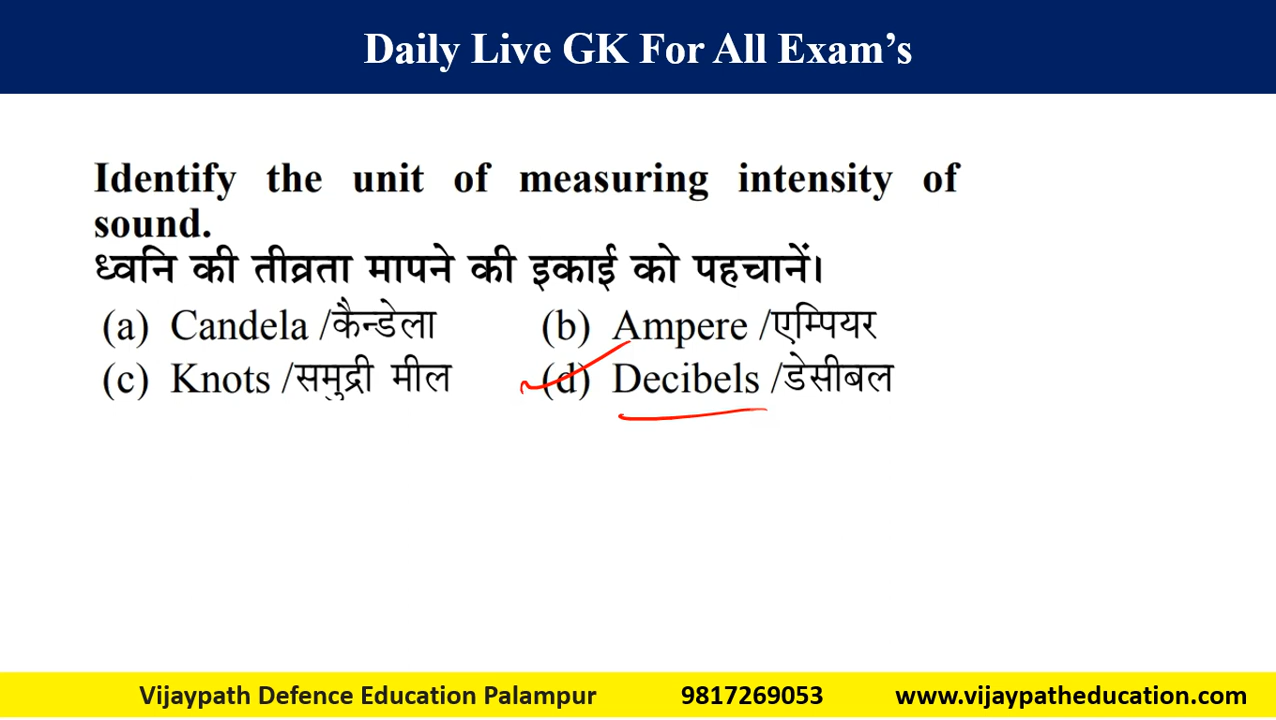 Daily Live GK For All Exam’s
Identify the unit of measuring intensity of
sound.
ध्वनि की तीव्रता मापने की इकाई को पहचानें।
(a) Candela /कैन्डेला (b) Ampere /एम्पियर
(c) Knots /समुद्री मील (d) Decibels /डेसीबल
Vijaypath Defence Education Palampur 9817269053 www.vijaypatheducation.com